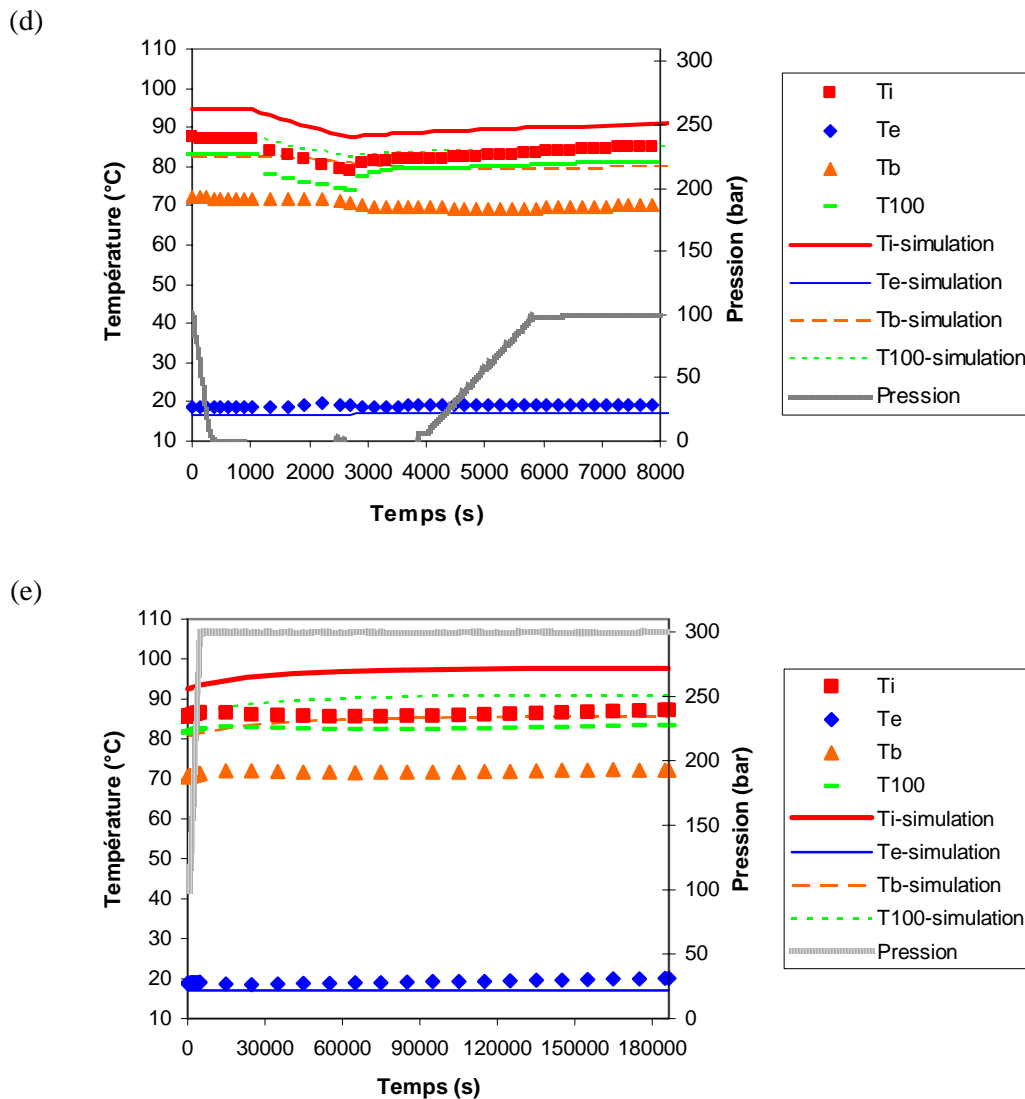 (d)
110
100
90
80
70
60
50
40
30
20
10
Température (°C)
300
250
200
150
100
50
0
Pression (bar)
0 1000 2000 3000 4000 5000 6000 7000 8000
Temps (s)
Ti
Te
Tb
T100
Ti-simulation
Te-simulation
Tb-simulation
T100-simulation
Pression
(e)
110
100
90
80
70
60
50
40
30
20
10
Température (°C)
300
250
200
150
100
50
0
Pression (bar)
0 30000 60000 90000 120000 150000 180000
Temps (s)
Ti
Te
Tb
T100
Ti-simulation
Te-simulation
Tb-simulation
T100-simulation
Pression